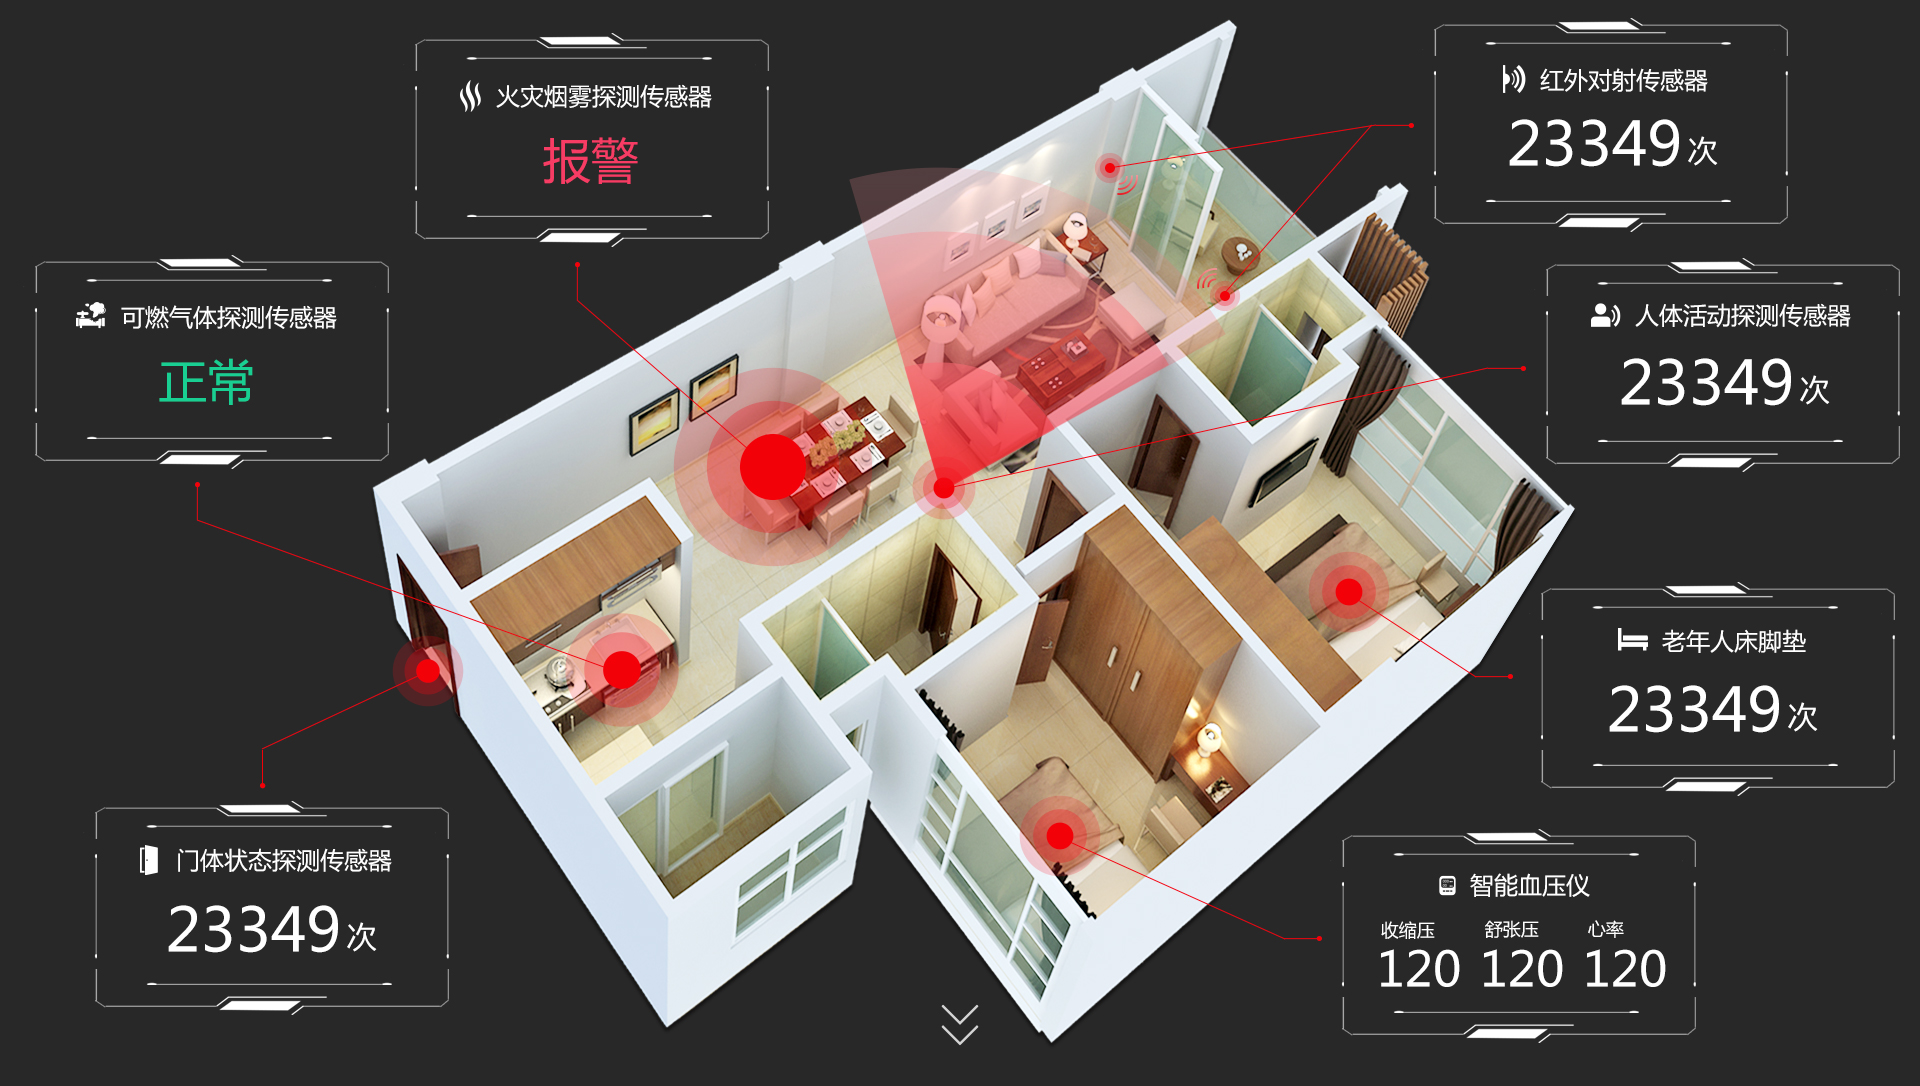 火灾烟雾探测传感器
报警
红外对射传感器
23349次
可燃气体探测传感器
正常
人体活动探测传感器
23349次
老年人床脚垫
23349次
门体状态探测传感器
23349次
智能血压仪
收缩压 舒张压 心率
120 120 120